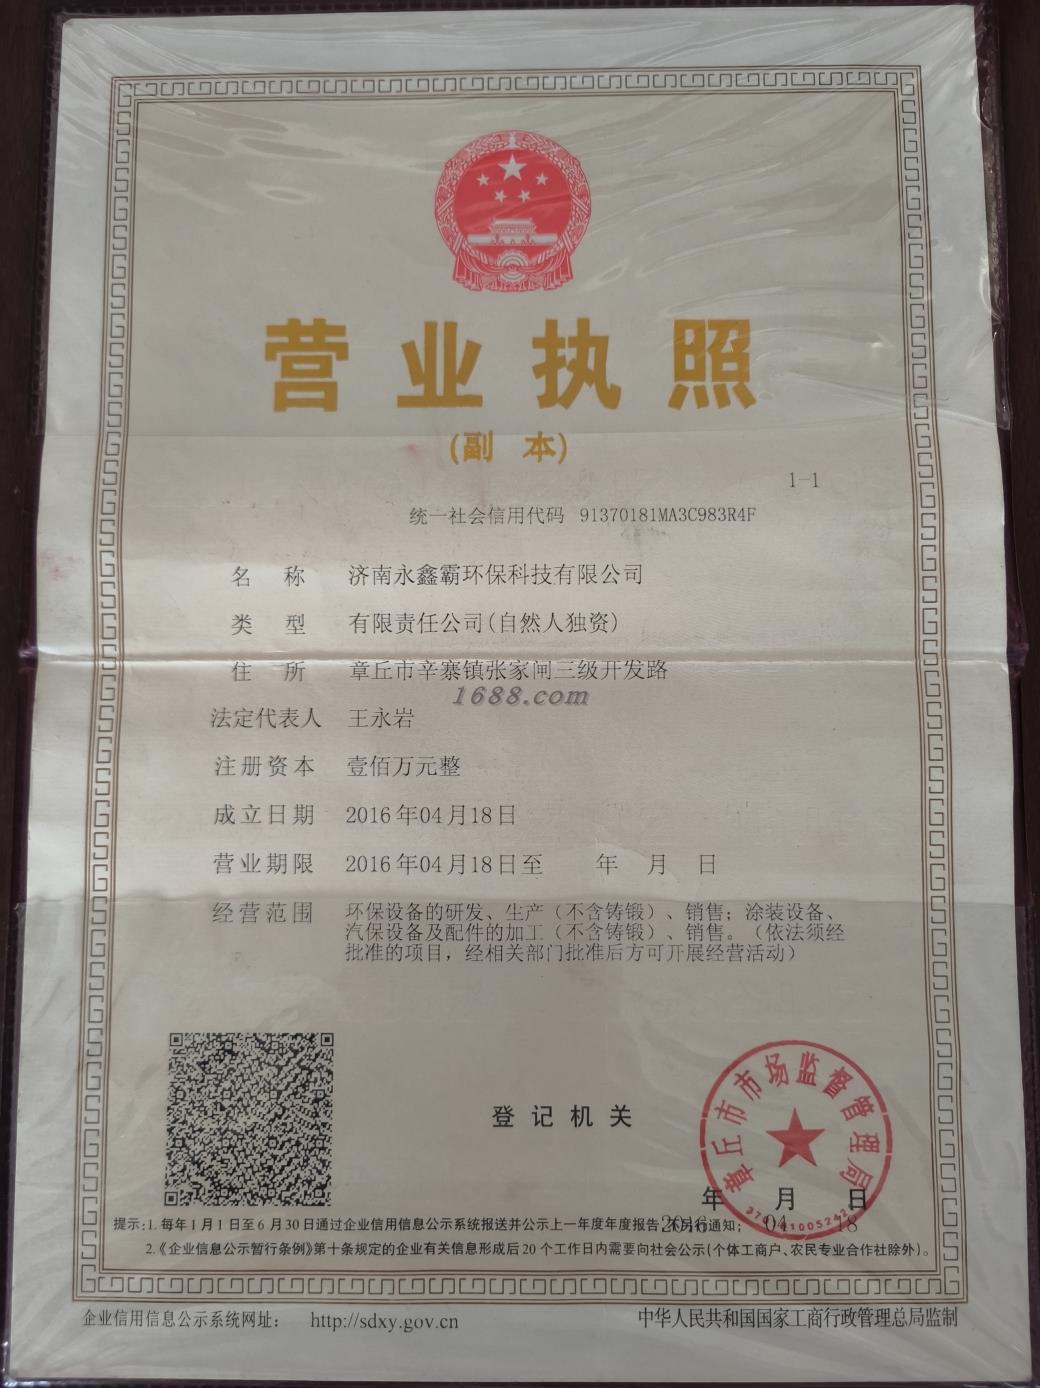 营业执照
(副 本)
1-1
统一社会信用代码 91370181MA3C983R4F
名称 济南永鑫霸环保科技有限公司
类型 有限责任公司(自然人独资)
住所 章丘市辛寨镇张家闸三级开发路
1688.com
法定代表人 王永岩
注册资本 壹佰万元整
成立日期 2016年04月18日
营业期限 2016年04月18日至 年 月 日
经营范围 环保设备的研发、生产（不含铸锻）、销售；涂装设备、
汽保设备及配件的加工（不含铸锻）、销售。（依法须经
批准的项目，经相关部门批准后方可开展经营活动）
登记机关
章丘市市场监督管理局
年 月 日
2016 04 18
提示:1. 每年1月1日至6月30日通过企业信用信息公示系统报送并公示上一年度年度报告,不另行通知;
2.《企业信息公示暂行条例》第十条规定的企业有关信息形成后20个工作日内需要向社会公示(个体工商户、农民专业合作社除外)。
企业信用信息公示系统网址: http://sdxy.gov.cn
中华人民共和国国家工商行政管理总局监制